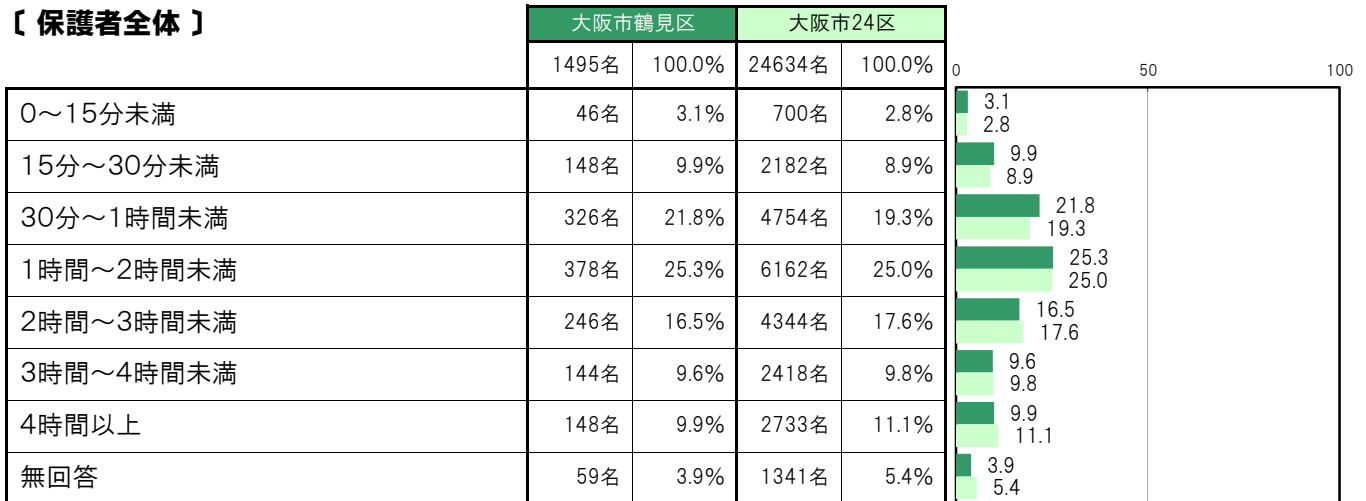 〔 保護者全体 〕
大阪市鶴見区 大阪市24区
1495名 100.0% 24634名 100.0%
0 50 100
0～15分未満 46名 3.1% 700名 2.8% 3.1
2.8
15分～30分未満 148名 9.9% 2182名 8.9% 9.9
8.9
30分～1時間未満 326名 21.8% 4754名 19.3% 21.8
19.3
1時間～2時間未満 378名 25.3% 6162名 25.0% 25.3
25.0
2時間～3時間未満 246名 16.5% 4344名 17.6% 16.5
17.6
3時間～4時間未満 144名 9.6% 2418名 9.8% 9.6
9.8
4時間以上 148名 9.9% 2733名 11.1% 9.9
11.1
無回答 59名 3.9% 1341名 5.4% 3.9
5.4